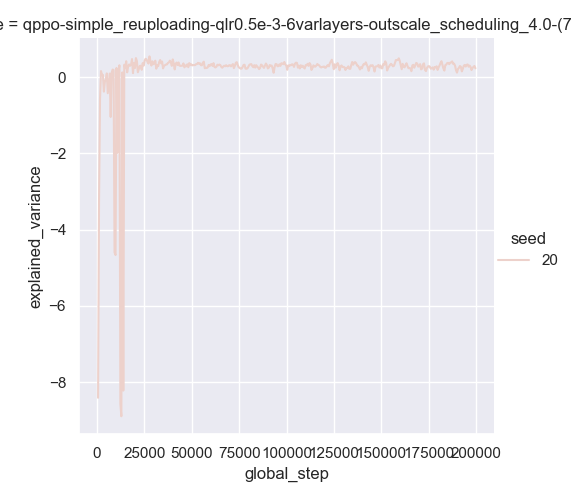 e = qppo-simple_reuploading-qlr0.5e-3-6varlayers-outscale_scheduling_4.0-(7
0
−2
−4
−6
−8
explained_variance
0 25000 50000 75000 100000 125000 150000 175000 200000
global_step
seed
20